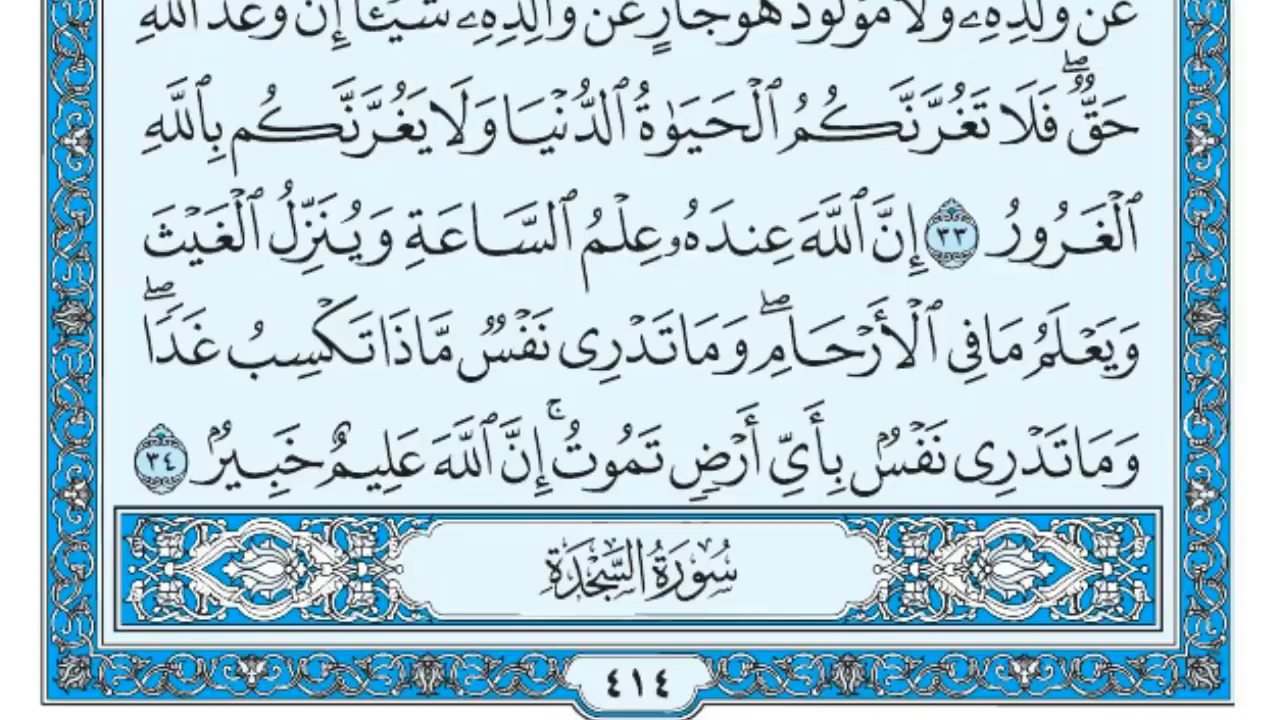 عَن وَلَدِهِۦ وَلَا مَوْلُودٌ هُوَ جَازٍ عَن وَالِدِهِۦ شَيْـًٔا إِنَّ وَعْدَ ٱللَّهِ
حَقٌّۖ فَلَا تَغُرَّنَّكُمُ ٱلْحَيَوٰةُ ٱلدُّنْيَا وَلَا يَغُرَّنَّكُم بِٱللَّهِ
ٱلْغَرُورُ ٣٣ إِنَّ ٱللَّهَ عِندَهُۥ عِلْمُ ٱلسَّاعَةِ وَيُنَزِّلُ ٱلْغَيْثَ
وَيَعْلَمُ مَا فِى ٱلْأَرْحَامِۖ وَمَا تَدْرِى نَفْسٌ مَّاذَا تَكْسِبُ غَدًاۖ
وَمَا تَدْرِى نَفْسٌۢ بِأَىِّ أَرْضٍ تَمُوتُۚ إِنَّ ٱللَّهَ عَلِيمٌ خَبِيرٌۢ ٣٤
سُورَةُ السَّجْدَةِ
٤١٤